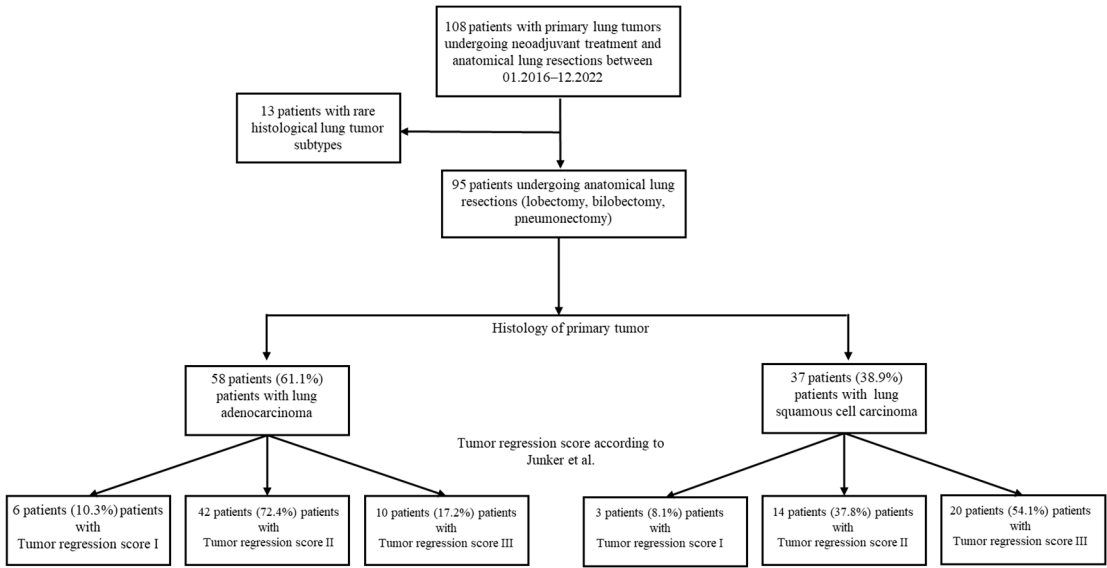 108 patients with primary lung tumors
undergoing neoadjuvant treatment and
anatomical lung resections between
01.2016–12.2022
13 patients with rare
histological lung tumor
subtypes
95 patients undergoing anatomical lung
resections (lobectomy, bilobectomy,
pneumonectomy)
Histology of primary tumor
58 patients (61.1%)
patients with lung
adenocarcinoma
37 patients (38.9%)
patients with lung
squamous cell carcinoma
Tumor regression score according to
Junker et al.
6 patients (10.3%) patients
with
Tumor regression score I
42 patients (72.4%) patients
with
Tumor regression score II
10 patients (17.2%) patients
with
Tumor regression score III
3 patients (8.1%) patients
with
Tumor regression score I
14 patients (37.8%) patients
with
Tumor regression score II
20 patients (54.1%) patients
with
Tumor regression score III